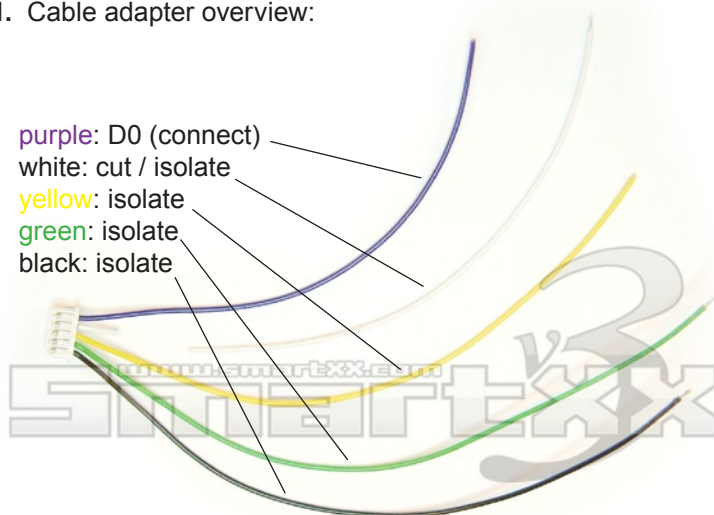 . Cable adapter overview:
purple: D0 (connect)
white: cut / isolate
yellow: isolate
green: isolate
black: isolate
www.smartxx.com
smartxx
v3